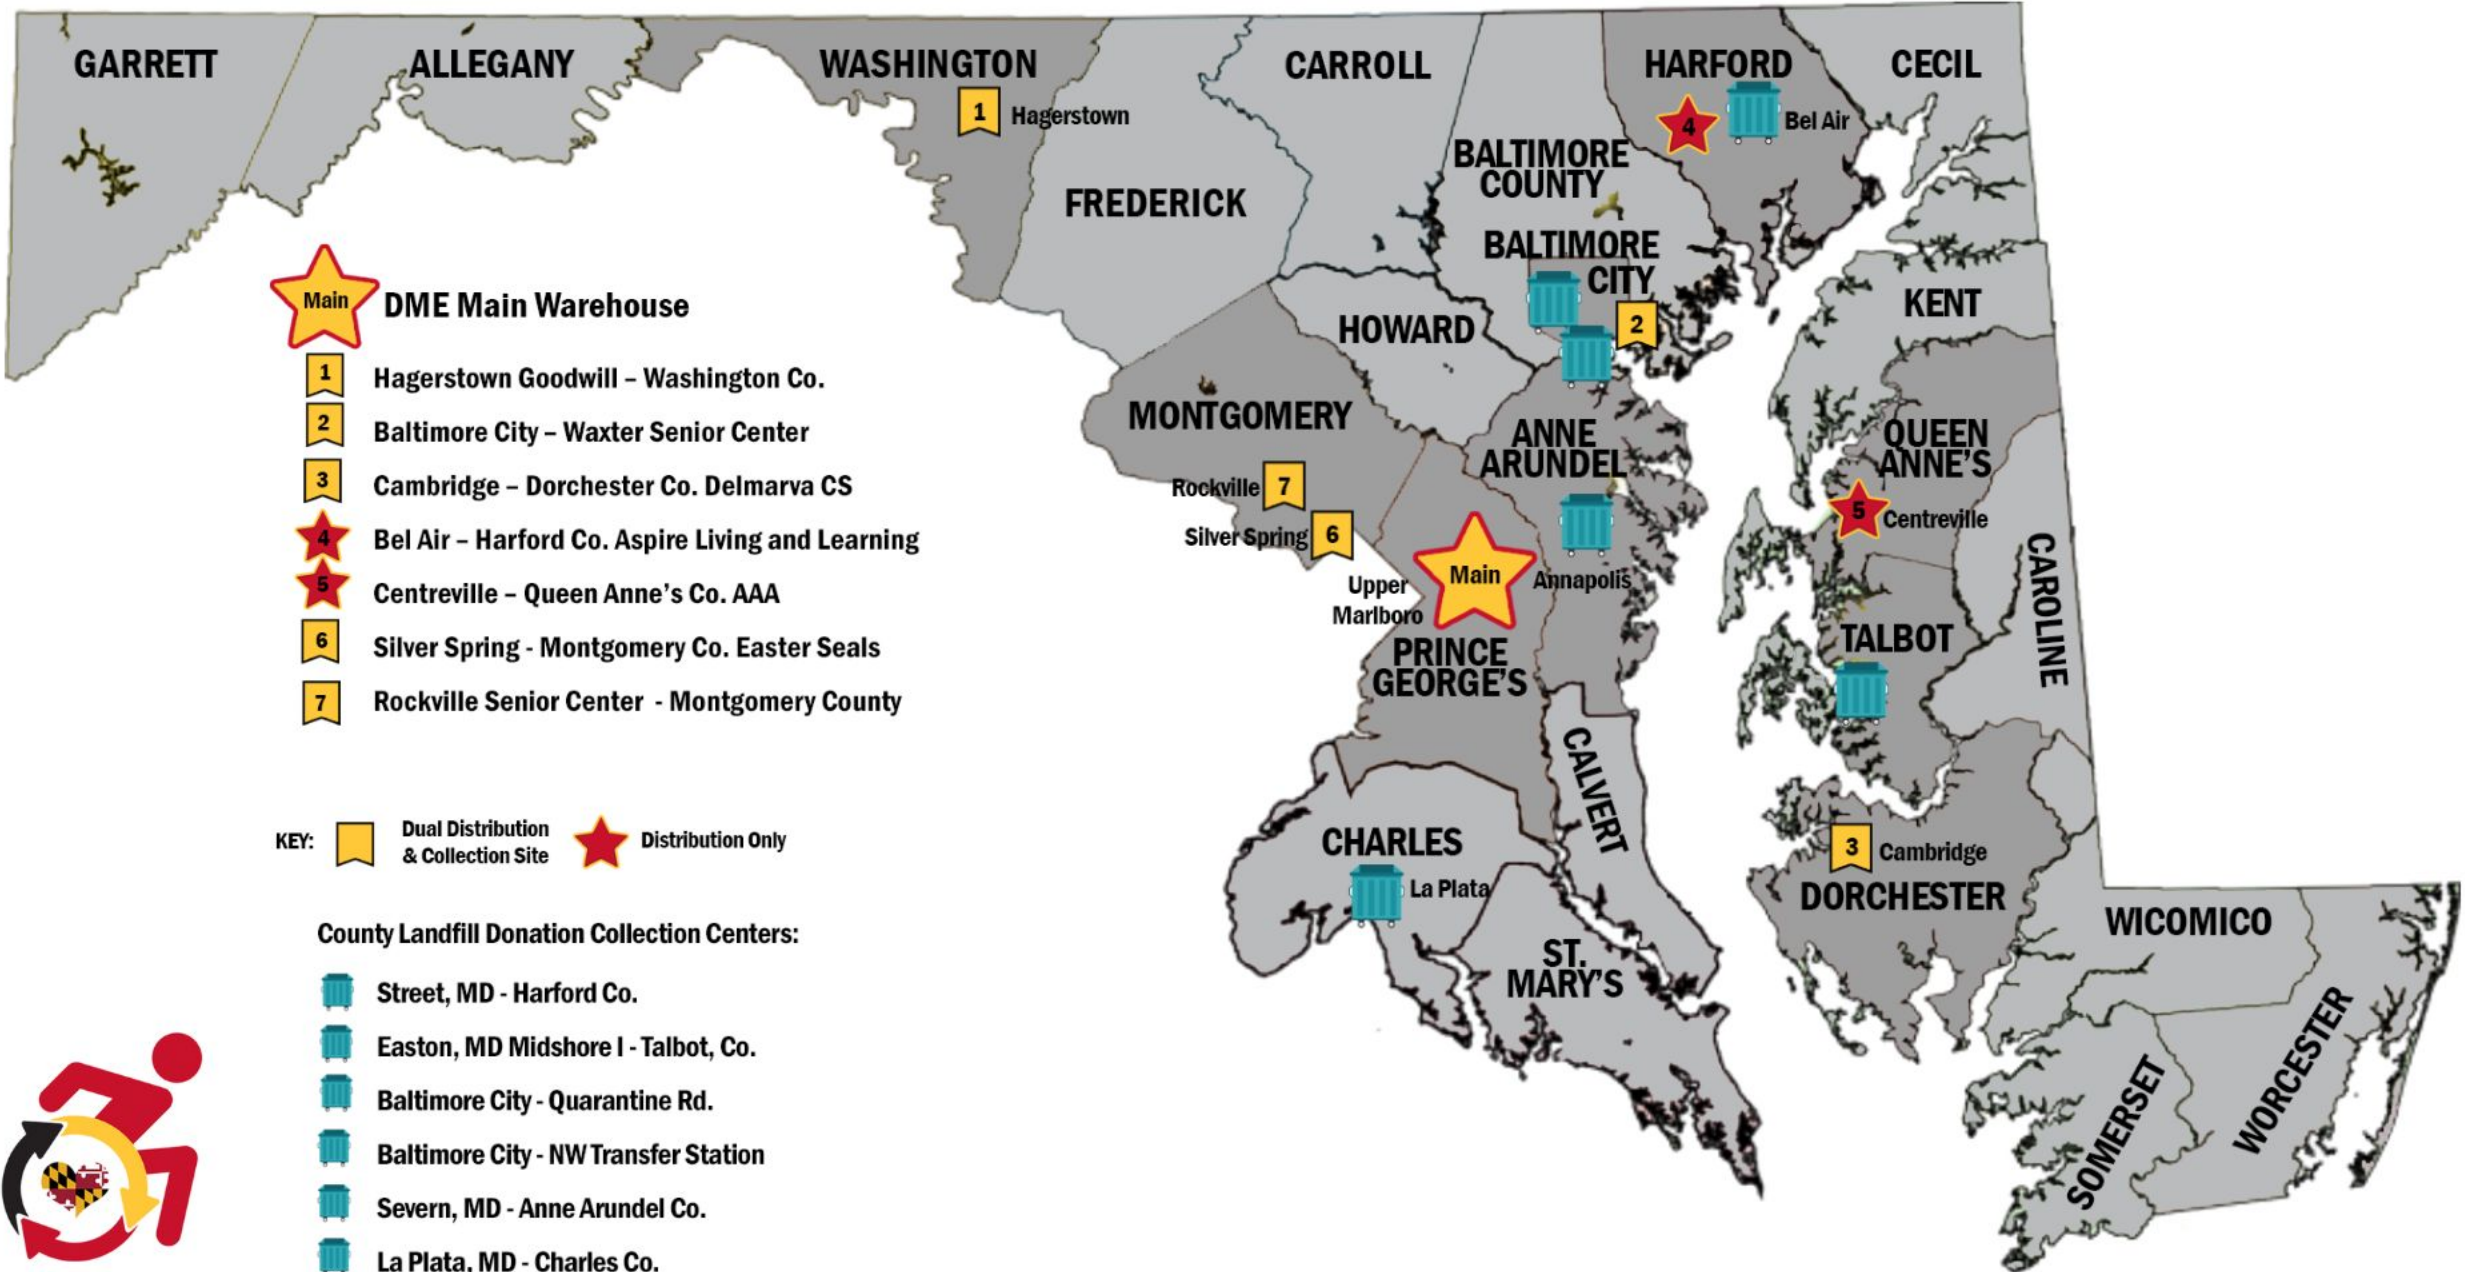 GARRETT
ALLEGANY
WASHINGTON
CARROLL
HARFORD
CECIL
1
Hagerstown
4
Bel Air
BALTIMORE
COUNTY
FREDERICK
BALTIMORE
CITY
KENT
2
HOWARD
MONTGOMERY
ANNE
ARUNDEL
QUEEN
ANNE'S
Rockville
7
5
Centreville
Silver Spring
6
CAROLINE
Main
Upper
Marlboro
Annapolis
PRINCE
GEORGE'S
TALBOT
CALVERT
CHARLES
La Plata
3
Cambridge
DORCHESTER
WICOMICO
ST.
MARY'S
WORCESTER
SOMERSET
Main
DME Main Warehouse
1 Hagerstown Goodwill – Washington Co.
2 Baltimore City – Waxter Senior Center
3 Cambridge – Dorchester Co. Delmarva CS
4 Bel Air – Harford Co. Aspire Living and Learning
5 Centreville – Queen Anne's Co. AAA
6 Silver Spring - Montgomery Co. Easter Seals
7 Rockville Senior Center - Montgomery County
KEY:
Dual Distribution
& Collection Site
Distribution Only
County Landfill Donation Collection Centers:
Street, MD - Harford Co.
Easton, MD Midshore I - Talbot, Co.
Baltimore City - Quarantine Rd.
Baltimore City - NW Transfer Station
Severn, MD - Anne Arundel Co.
La Plata, MD - Charles Co.